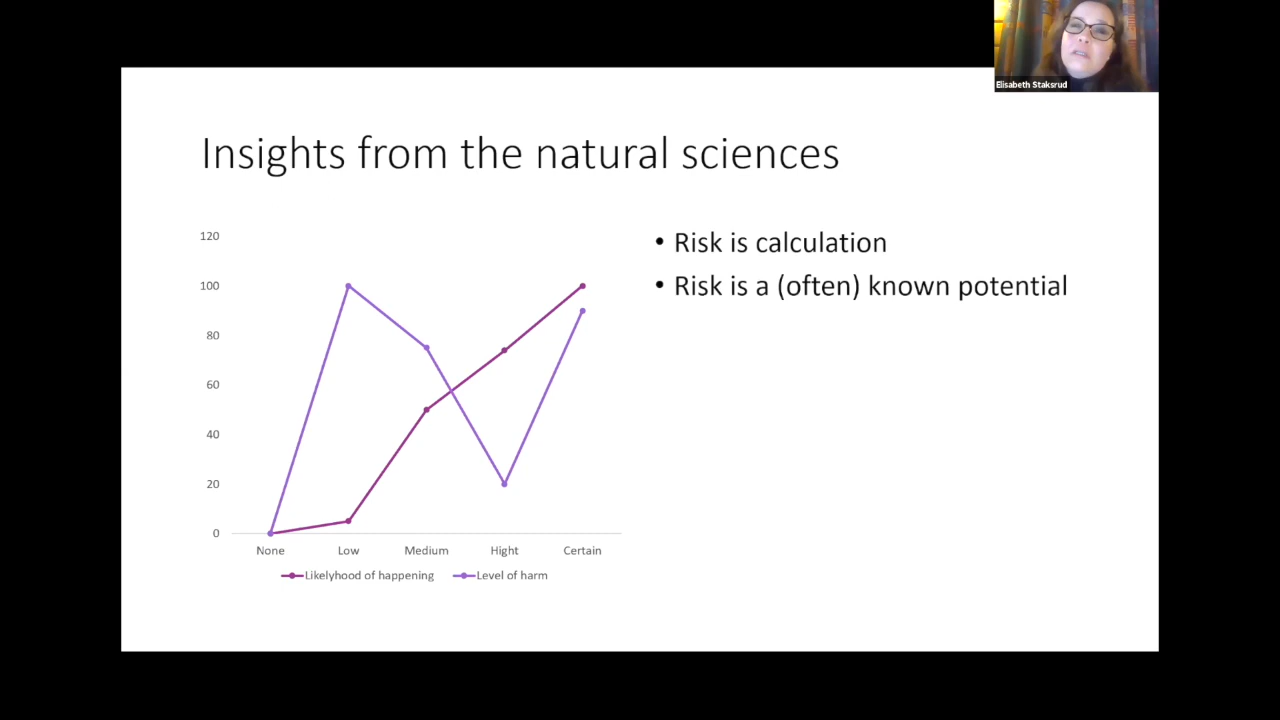 Elisabeth Staksrud
Insights from the natural sciences
120
100
80
60
40
20
0
None Low Medium Hight Certain
Likelyhood of happening Level of harm
• Risk is calculation
• Risk is a (often) known potential